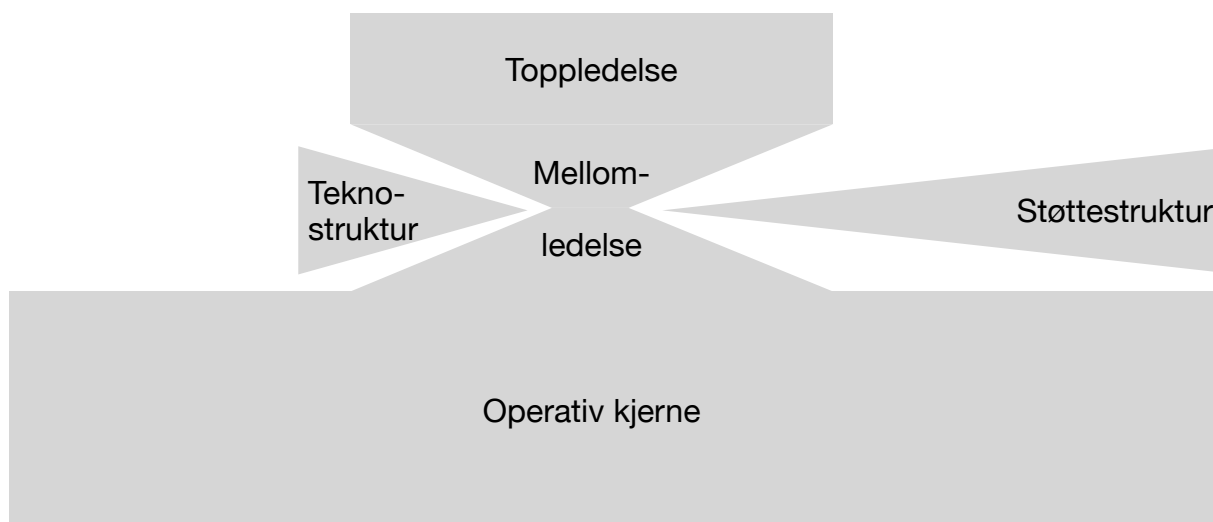 Toppledelse
Mellom-
Tekno-
struktur
Støttestruktur
ledelse
Operativ kjerne